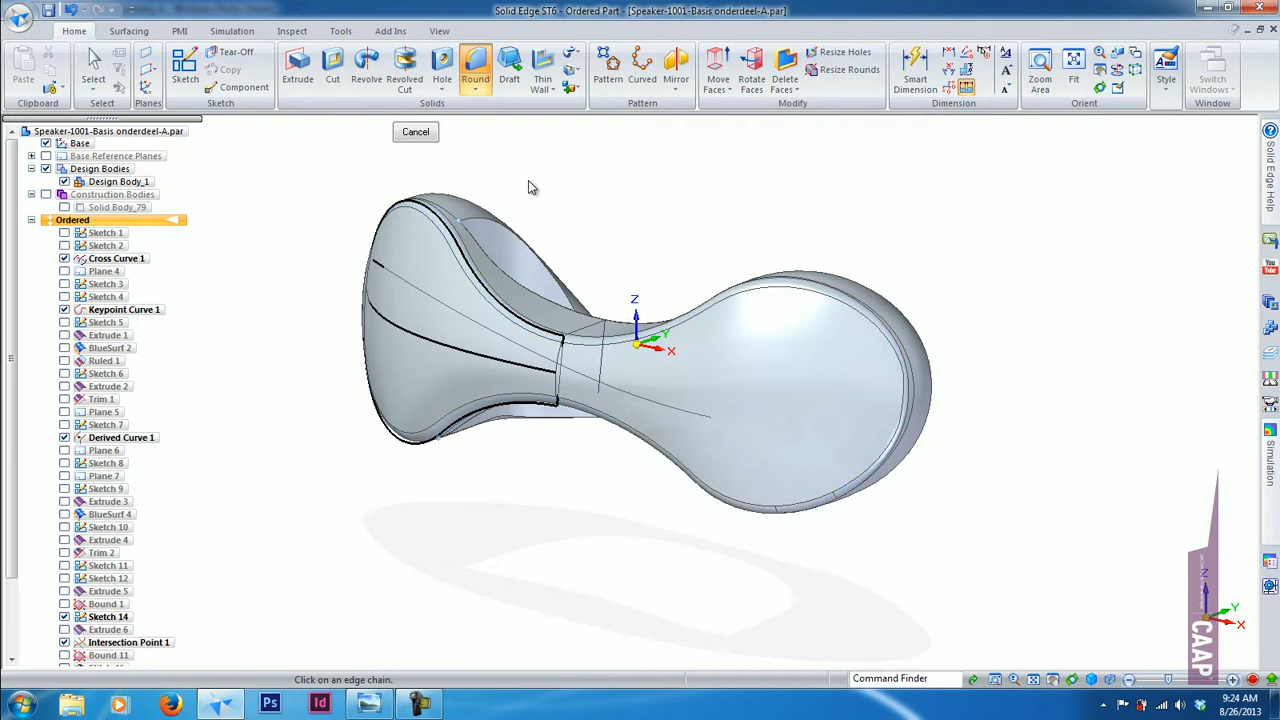 Solid Edge ST6 - Ordered Part - [Speaker-1001-Basis onderdeel-A.par]
Home Surfacing PMI Simulation Inspect Tools Add Ins View
Paste
Clipboard
Select
Select
Planes
Sketch
Tear-Off
Copy
Component
Sketch
Extrude Cut Revolve Revolved Cut Hole Round Draft Thin Wall
Solids
Pattern Curved Mirror
Pattern
Move Faces Rotate Faces Delete Faces
Resize Holes
Resize Rounds
Modify
Smart Dimension
Dimension
Zoom Area Fit
Orient
Style
Switch Windows
Window
Cancel
Speaker-1001-Basis onderdeel-A.par
Base
Base Reference Planes
Design Bodies
Design Body_1
Construction Bodies
Solid Body_79
Ordered
Sketch 1
Sketch 2
Cross Curve 1
Plane 4
Sketch 3
Sketch 4
Keypoint Curve 1
Sketch 5
Extrude 1
BlueSurf 2
Ruled 1
Sketch 6
Extrude 2
Trim 1
Plane 5
Sketch 7
Derived Curve 1
Plane 6
Sketch 8
Plane 7
Sketch 9
Extrude 3
BlueSurf 4
Sketch 10
Extrude 4
Trim 2
Sketch 11
Sketch 12
Extrude 5
Bound 1
Sketch 14
Extrude 6
Intersection Point 1
Bound 11
Z
Y
X
Solid Edge Help
You Tube
Simulation
Z
Y
X
CAAP
Click on an edge chain.
Command Finder
Ps
Id
9:24 AM
8/26/2013